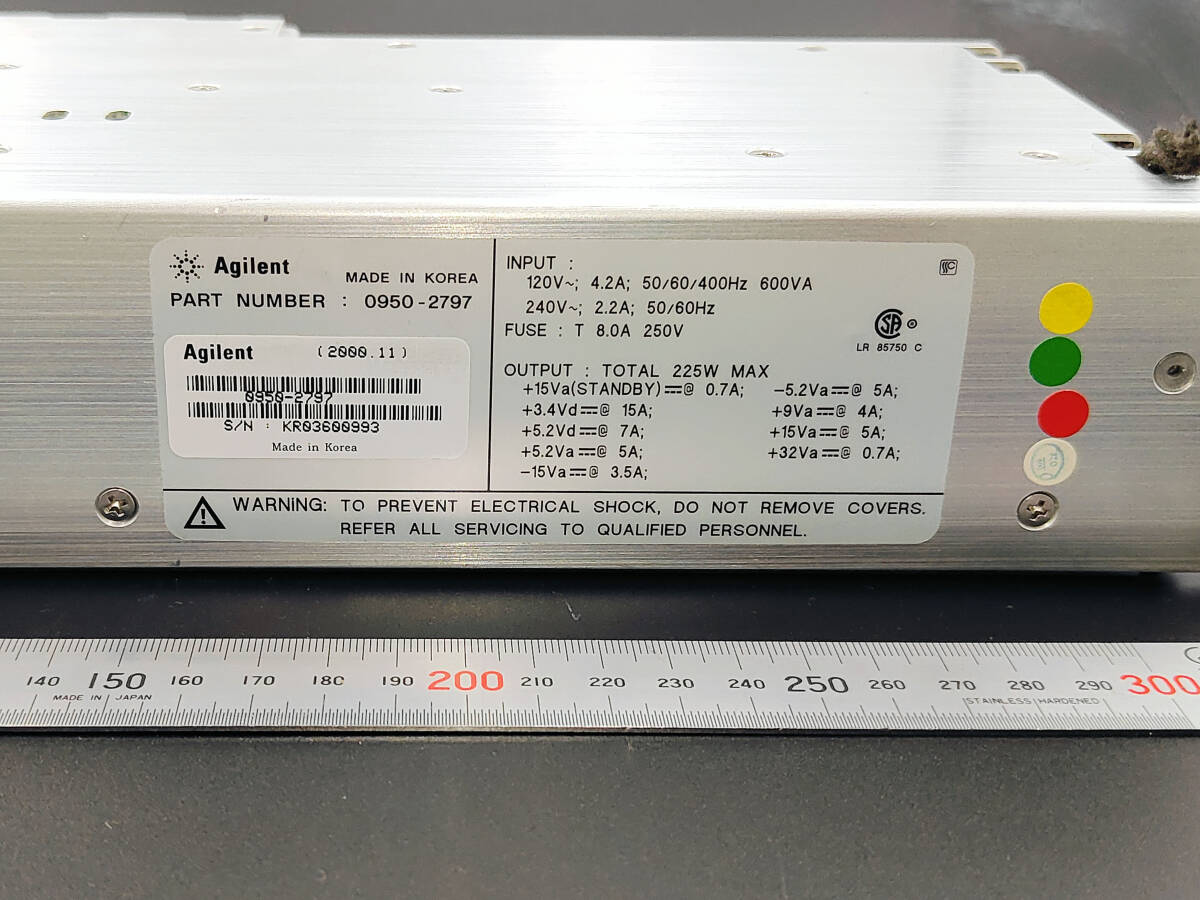 Agilent
MADE IN KOREA
PART NUMBER : 0950-2797
Agilent (2000.11)
0950-2797
S/N : KR03600993
Made in Korea
INPUT :
120V~; 4.2A; 50/60/400Hz 600VA
240V~; 2.2A; 50/60Hz
FUSE : T 8.0A 250V
LR 85750 C
OUTPUT : TOTAL 225W MAX
+15Va(STANDBY)⎓@ 0.7A; -5.2Va⎓@ 5A;
+3.4Vd⎓@ 15A; +9Va⎓@ 4A;
+5.2Vd⎓@ 7A; +15Va⎓@ 5A;
+5.2Va⎓@ 5A; +32Va⎓@ 0.7A;
-15Va⎓@ 3.5A;
WARNING: TO PREVENT ELECTRICAL SHOCK, DO NOT REMOVE COVERS.
REFER ALL SERVICING TO QUALIFIED PERSONNEL.
140 150 160 170 180 190 200 210 220 230 240 250 260 270 280 290 300
MADE IN JAPAN STAINLESS HARDENED